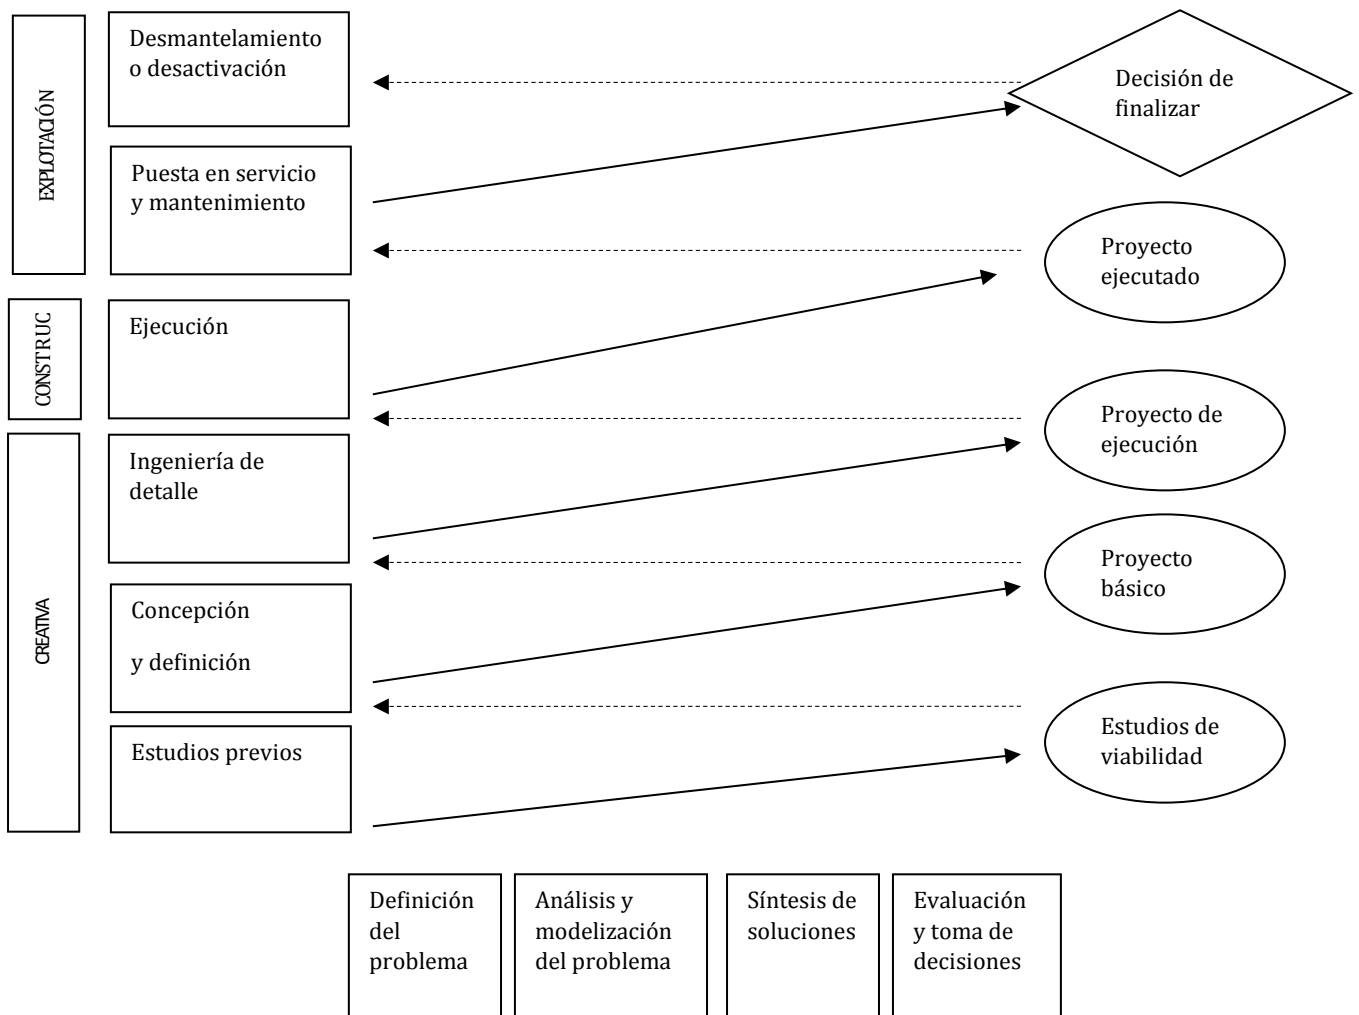 EXPLOTACIÓN
Desmantelamiento
o desactivación
Decisión de
finalizar
Puesta en servicio
y mantenimiento
Proyecto
ejecutado
CONSTRUC
Ejecución
Proyecto de
ejecución
CREATIVA
Ingeniería de
detalle
Proyecto
básico
Concepción
y definición
Estudios previos
Estudios de
viabilidad
Definición
del
problema
Análisis y
modelización
del problema
Síntesis de
soluciones
Evaluación
y toma de
decisiones